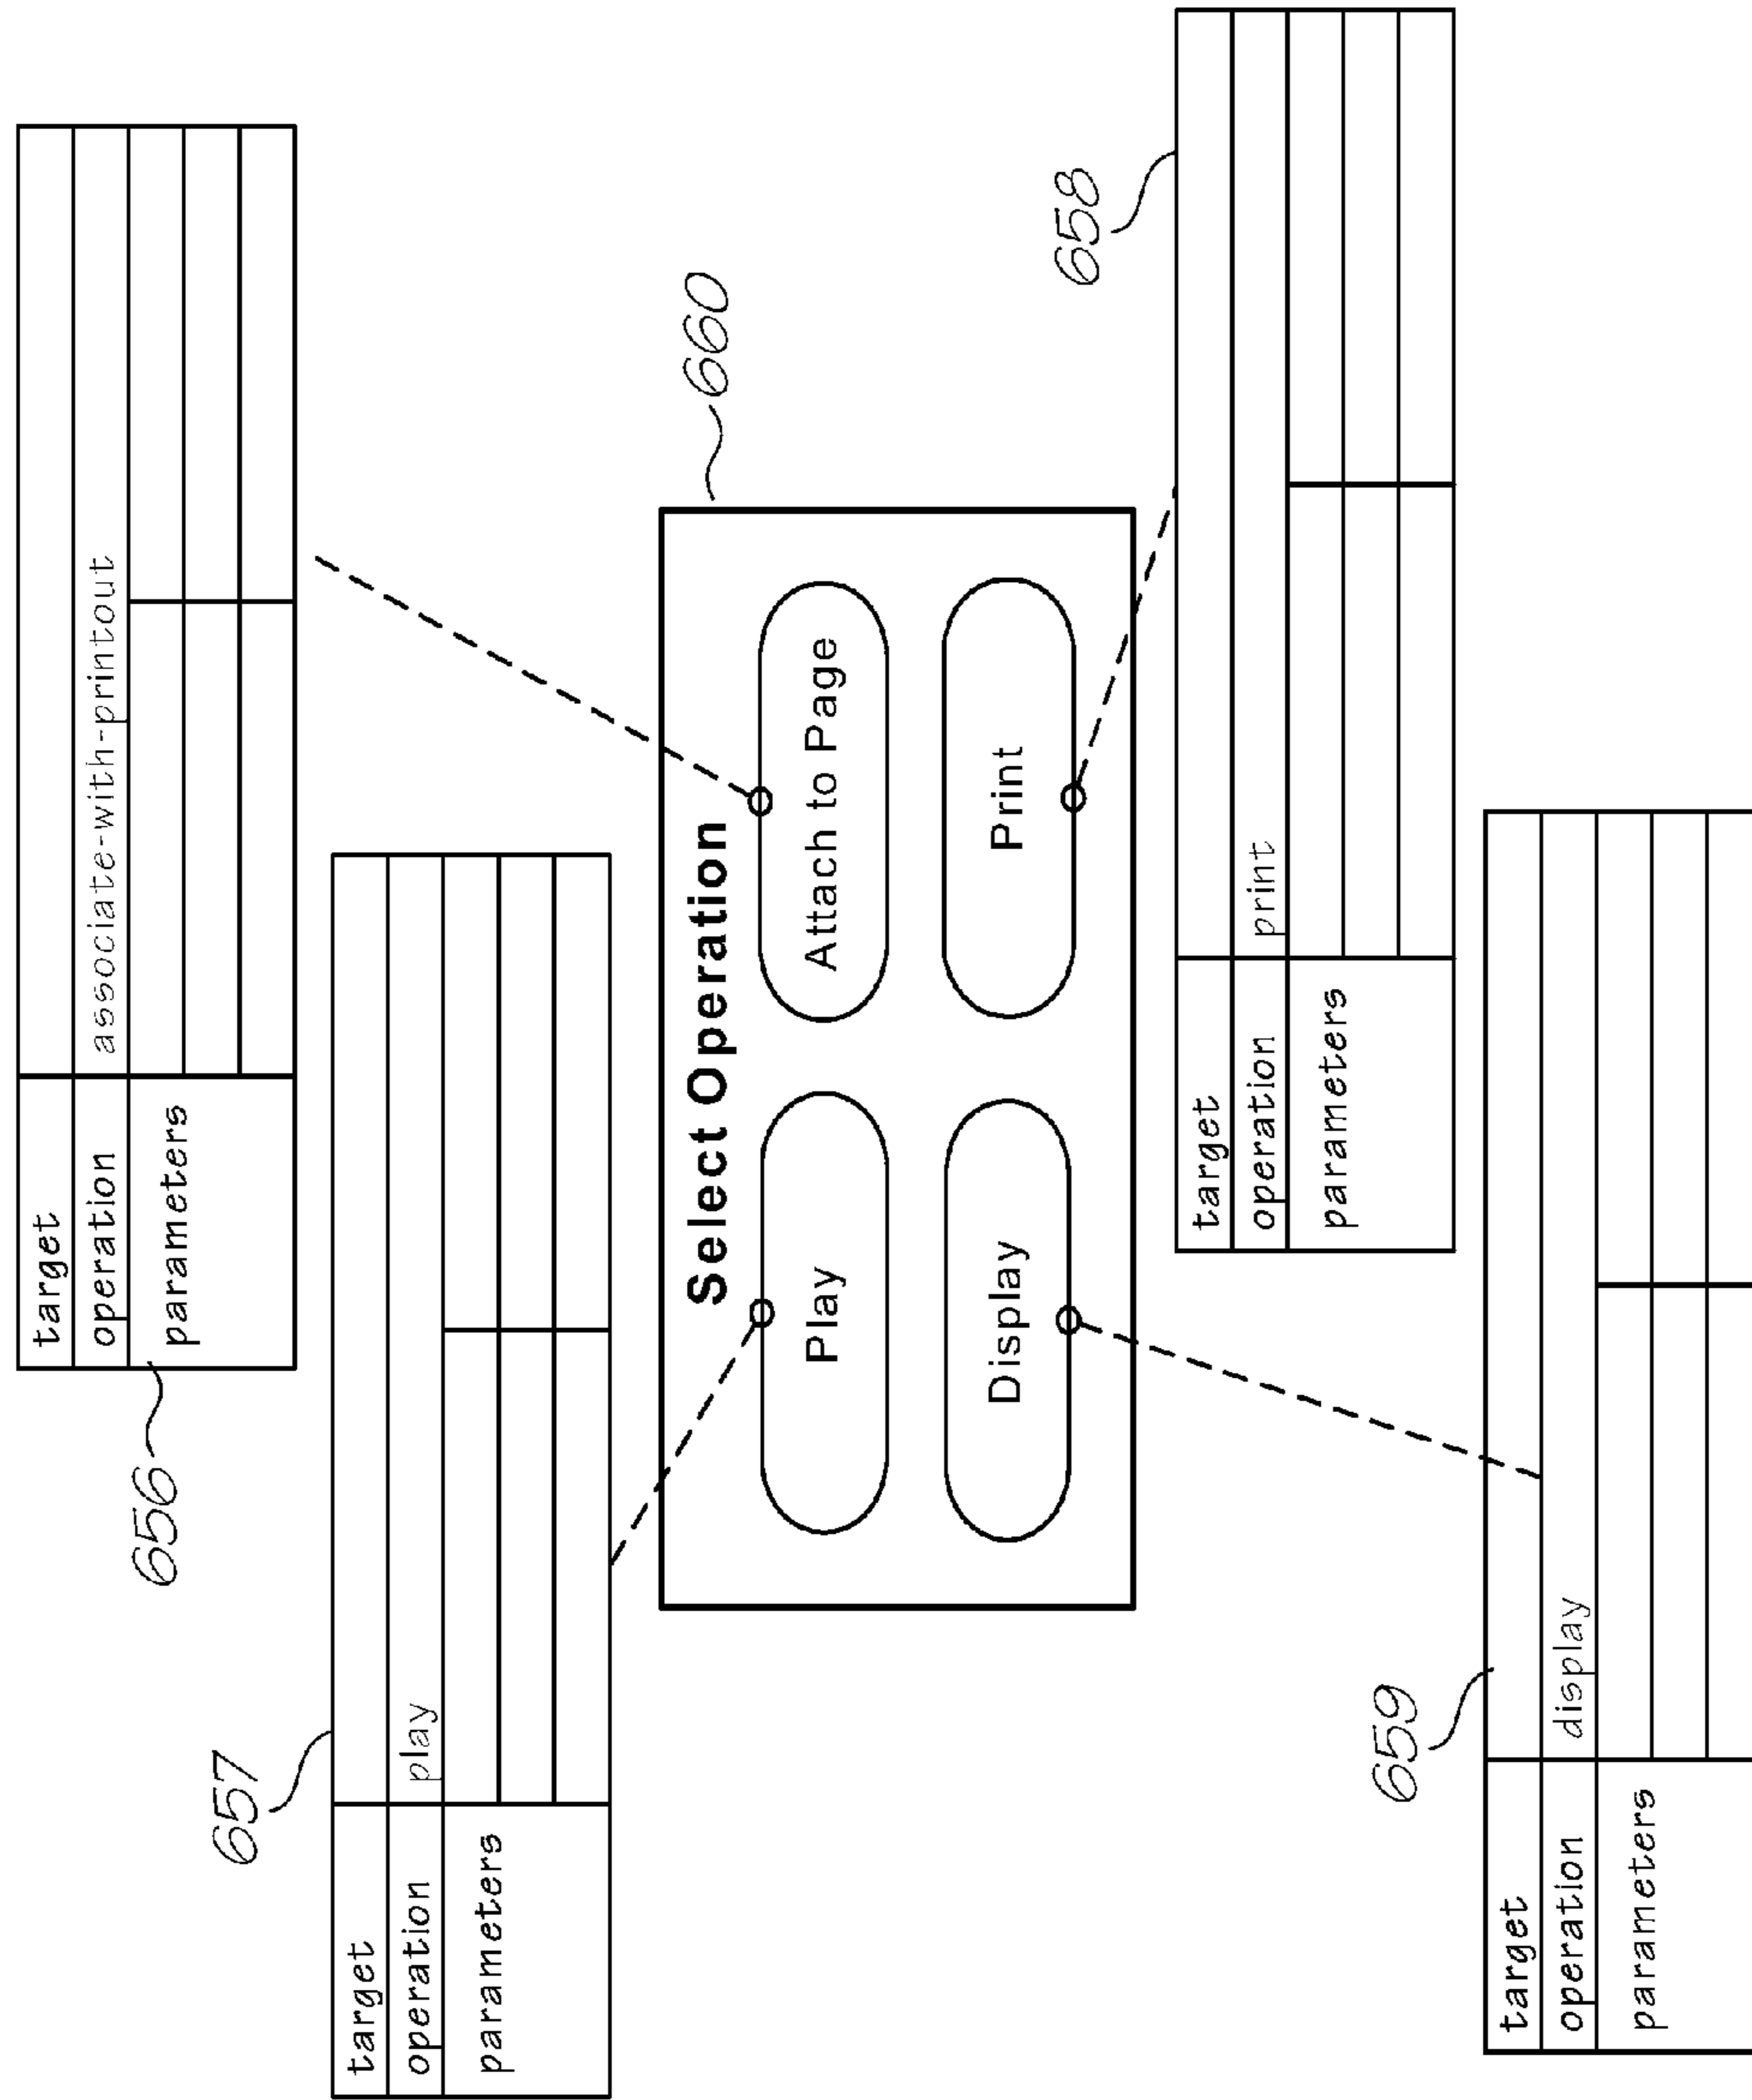 target
operation
associate-with-printout
parameters
656
657
target
operation
play
parameters
660
Select Operation
Play
Attach to Page
Display
Print
658
target
operation
print
parameters
659
target
operation
display
parameters